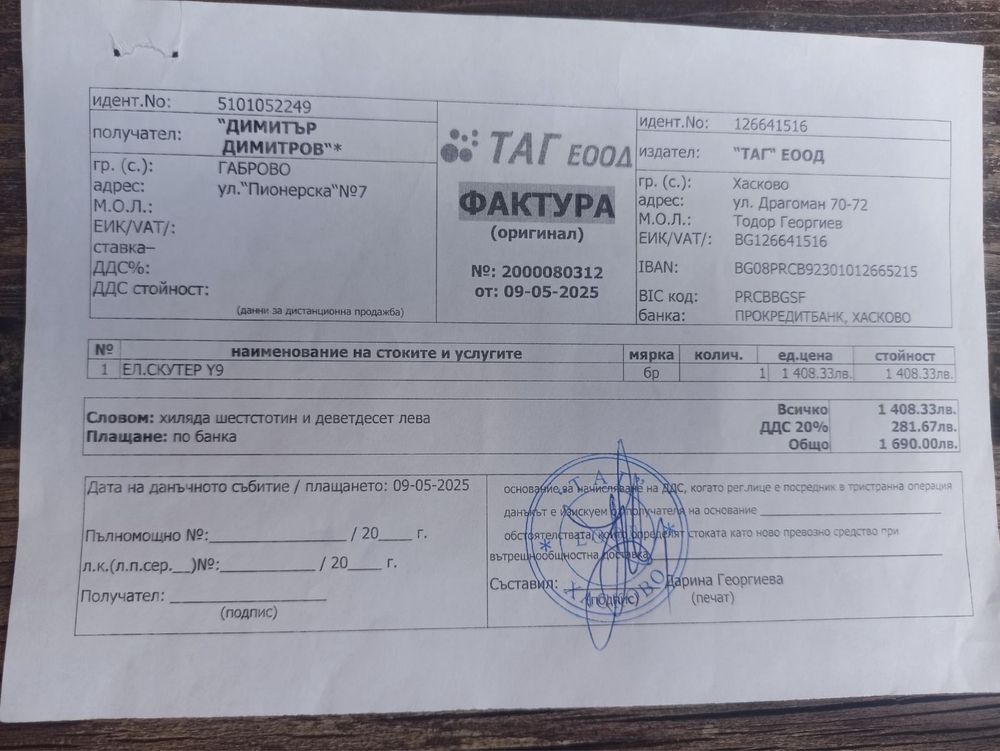 идент.No: 5101052249
получател: "ДИМИТЪР ДИМИТРОВ"*
гр. (с.): ГАБРОВО
адрес: ул."Пионерска"№7
М.О.Л.:
ЕИК/VAT/:
ставка–
ДДС%:
ДДС стойност:
(данни за дистанционна продажба)
ТАГ ЕООД
ФАКТУРА
(оригинал)
№: 2000080312
от: 09-05-2025
идент.No: 126641516
издател: "ТАГ" ЕООД
гр. (с.): Хасково
адрес: ул. Драгоман 70-72
М.О.Л.: Тодор Георгиев
ЕИК/VAT/: BG126641516
IBAN: BG08PRCB92301012665215
BIC код: PRCBBGSF
банка: ПРОКРЕДИТБАНК, ХАСКОВО
№ наименование на стоките и услугите мярка колич. ед.цена стойност
1 ЕЛ.СКУТЕР Y9 бр 1 1 408.33лв. 1 408.33лв.
Словом: хиляда шестстотин и деветдесет лева
Плащане: по банка
Всичко 1 408.33лв.
ДДС 20% 281.67лв.
Общо 1 690.00лв.
Дата на данъчното събитие / плащането: 09-05-2025
Пълномощно №:______________ / 20___ г.
л.к.(л.п.сер.__)№:__________ / 20___ г.
Получател: ________________
(подпис)
основание за начисляване на ДДС, когато рег.лице е посредник в тристранна операция
данъкът е изискуем от получателя на основание ____________________
обстоятелствата, които определят стоката като ново превозно средство при
вътрешнообщностна доставка ____________________
Съставил: Дарина Георгиева
(подпис) (печат)
ТАГ
ХАСКОВО